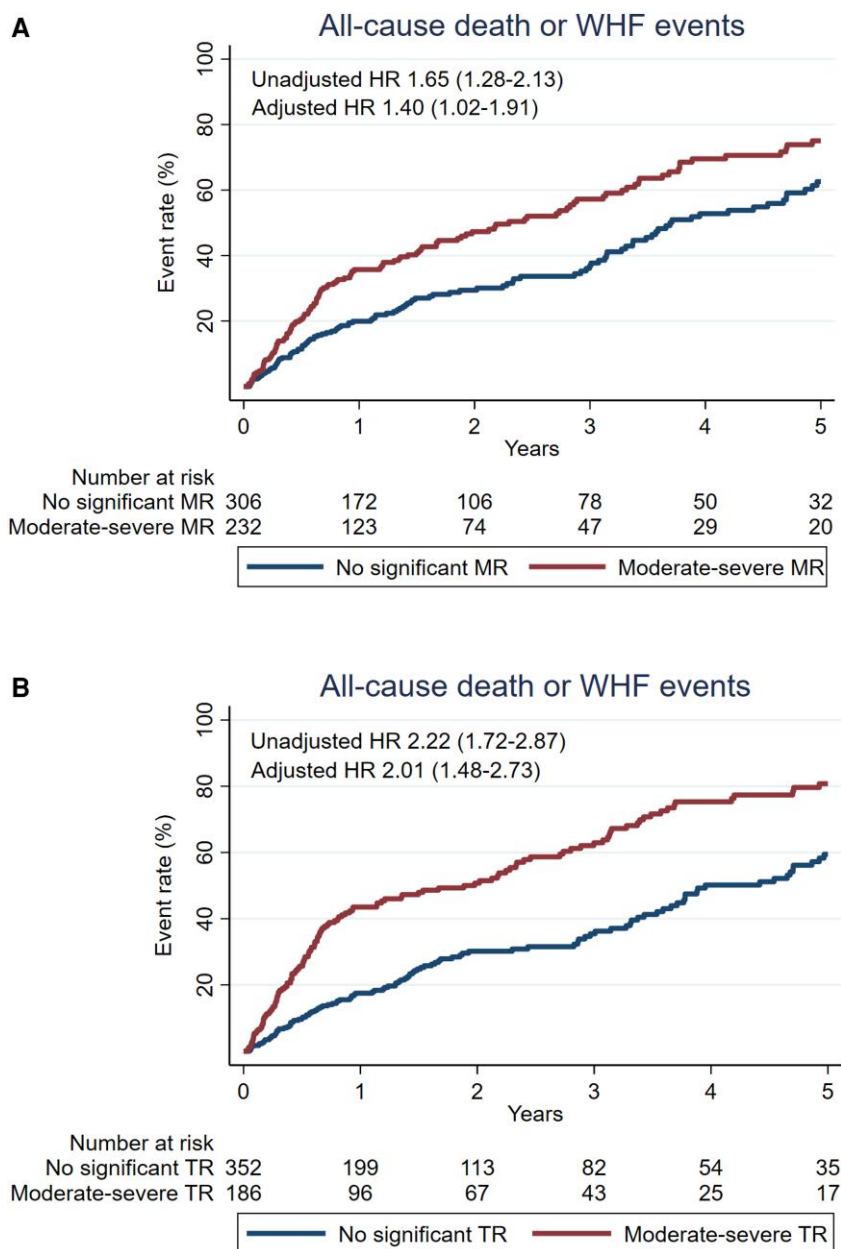 A
All-cause death or WHF events
Unadjusted HR 1.65 (1.28-2.13)
Adjusted HR 1.40 (1.02-1.91)
Event rate (%)
100
80
60
40
20
0 1 2 3 4 5
Years
Number at risk
No significant MR 306 172 106 78 50 32
Moderate-severe MR 232 123 74 47 29 20
No significant MR Moderate-severe MR
B
All-cause death or WHF events
Unadjusted HR 2.22 (1.72-2.87)
Adjusted HR 2.01 (1.48-2.73)
Event rate (%)
100
80
60
40
20
0 1 2 3 4 5
Years
Number at risk
No significant TR 352 199 113 82 54 35
Moderate-severe TR 186 96 67 43 25 17
No significant TR Moderate-severe TR